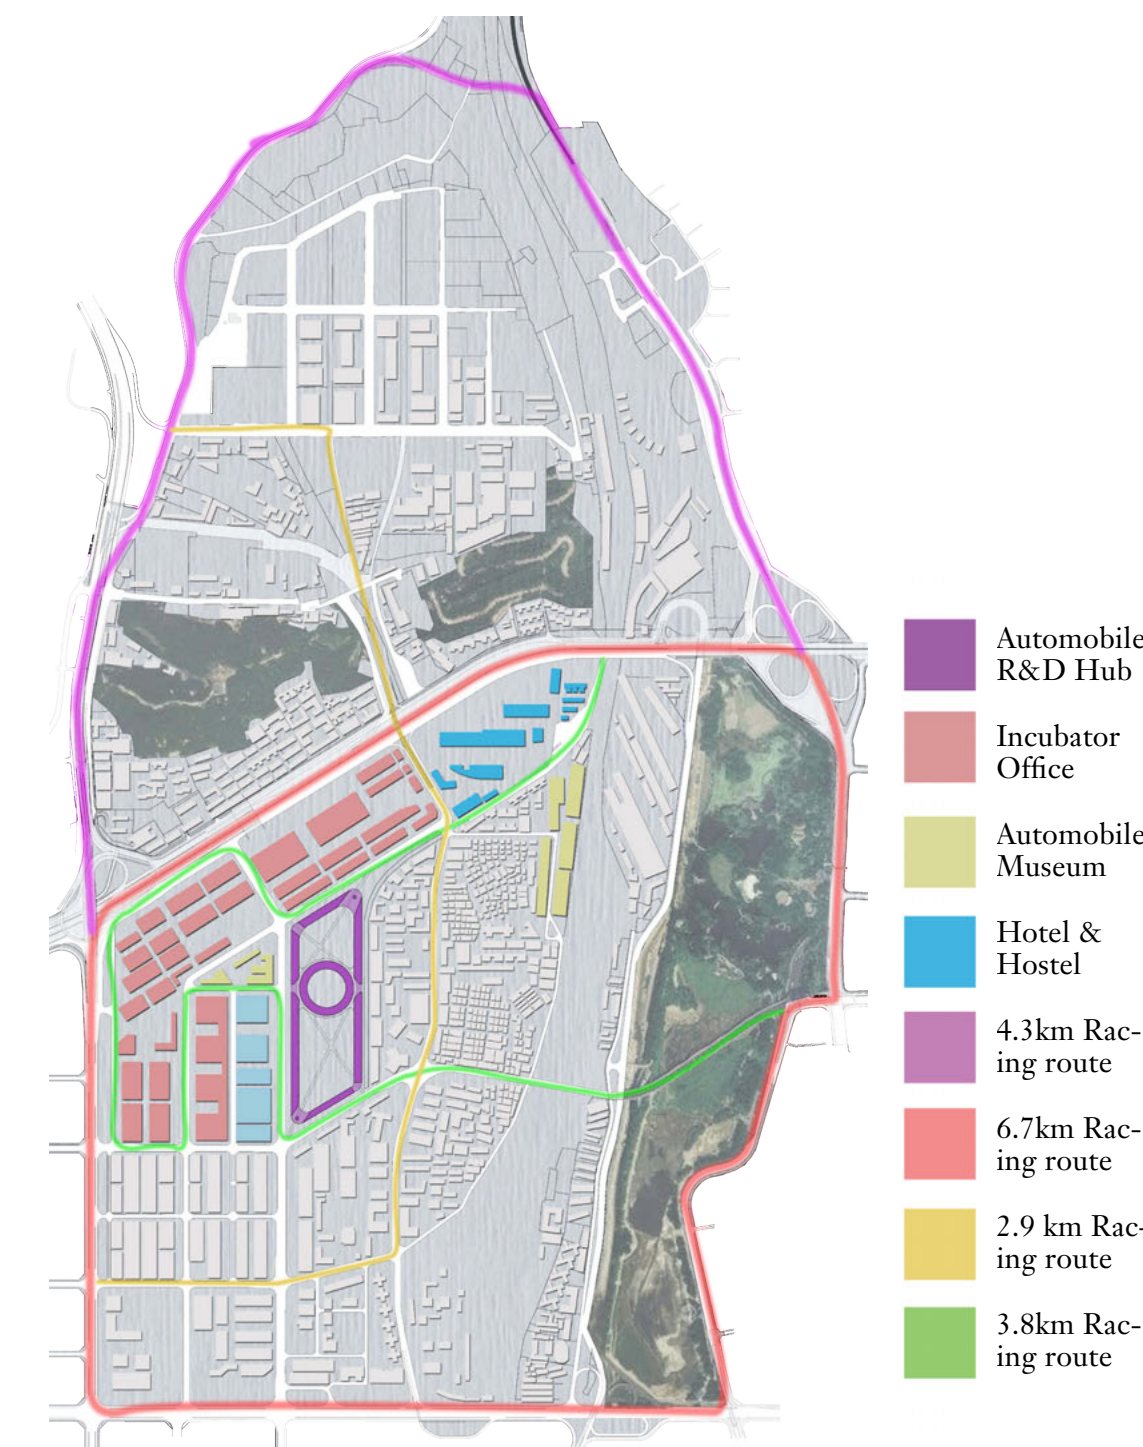 Automobile
R&D Hub
Incubator
Office
Automobile
Museum
Hotel &
Hostel
4.3km Rac-
ing route
6.7km Rac-
ing route
2.9 km Rac-
ing route
3.8km Rac-
ing route